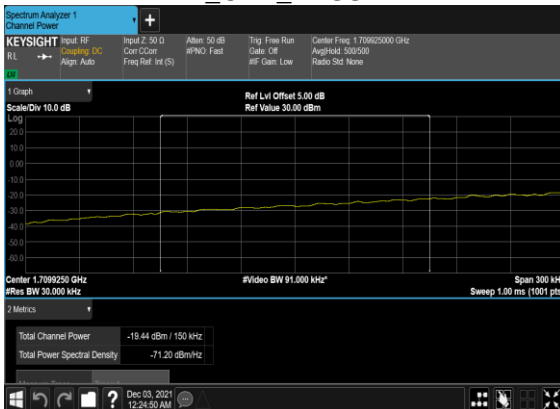 Spectrum Analyzer 1
Channel Power
+
KEYSIGHT Input: RF
RL Coupling: DC
Align: Auto
Input Z: 50 Ω
Corr CCorr
Freq Ref: Int (S)
Atten: 50 dB
#PNO: Fast
Trig: Free Run
Gate: Off
#IF Gain: Low
Center Freq: 1.709925000 GHz
Avg|Hold: 500/500
Radio Std: None
1 Graph
Scale/Div 10.0 dB
Ref Lvl Offset 5.00 dB
Ref Value 30.00 dBm
Log
20.0
10.0
0.00
-10.0
-20.0
-30.0
-40.0
-50.0
-60.0
Center 1.7099250 GHz
#Res BW 30.000 kHz
#Video BW 91.000 kHz*
Span 300 kH
Sweep 1.00 ms (1001 pts
2 Metrics
Total Channel Power -19.44 dBm / 150 kHz
Total Power Spectral Density -71.20 dBm/Hz
?
Dec 03, 2021
12:24:50 AM